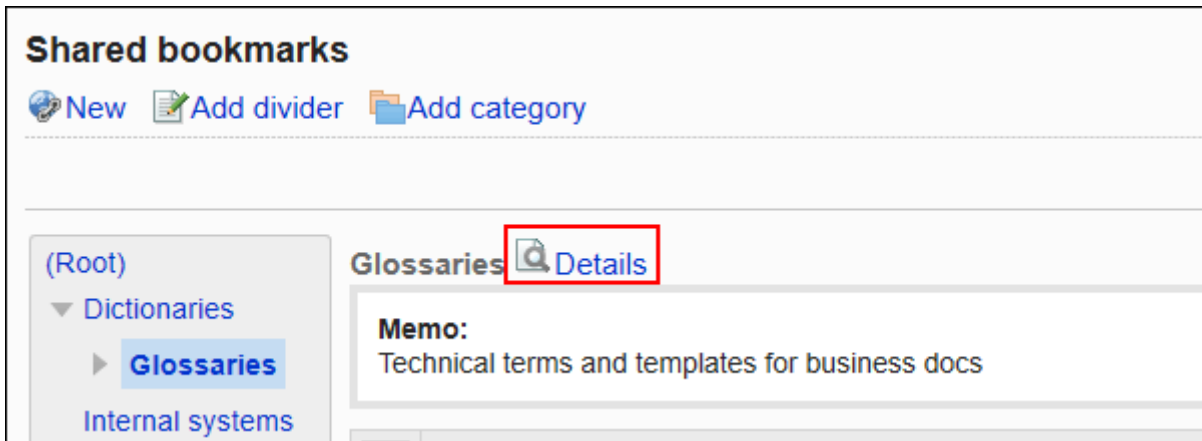 Shared bookmarks
New Add divider Add category
(Root)
Dictionaries
Glossaries
Internal systems
Glossaries Details
Memo:
Technical terms and templates for business docs